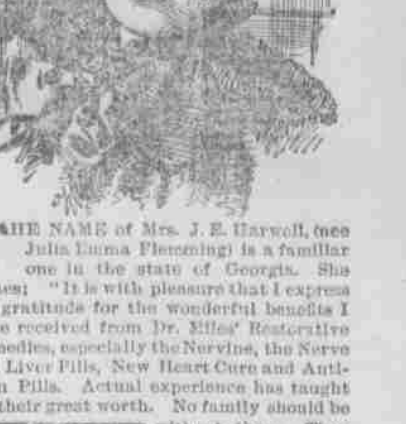 THE NAME of Mrs. J. E. Harwell, (nee
Julia Emma Flemming) is a familiar
one in the state of Georgia. She
es: "It is with pleasure that I express
gratitude for the wonderful benefits I
e received from Dr. Miles' Restorative
nedies, especially the Nervine, the Nerve
Liver Pills, New Heart Cure and Anti-
n Pills. Actual experience has taught
their great worth. No family should be